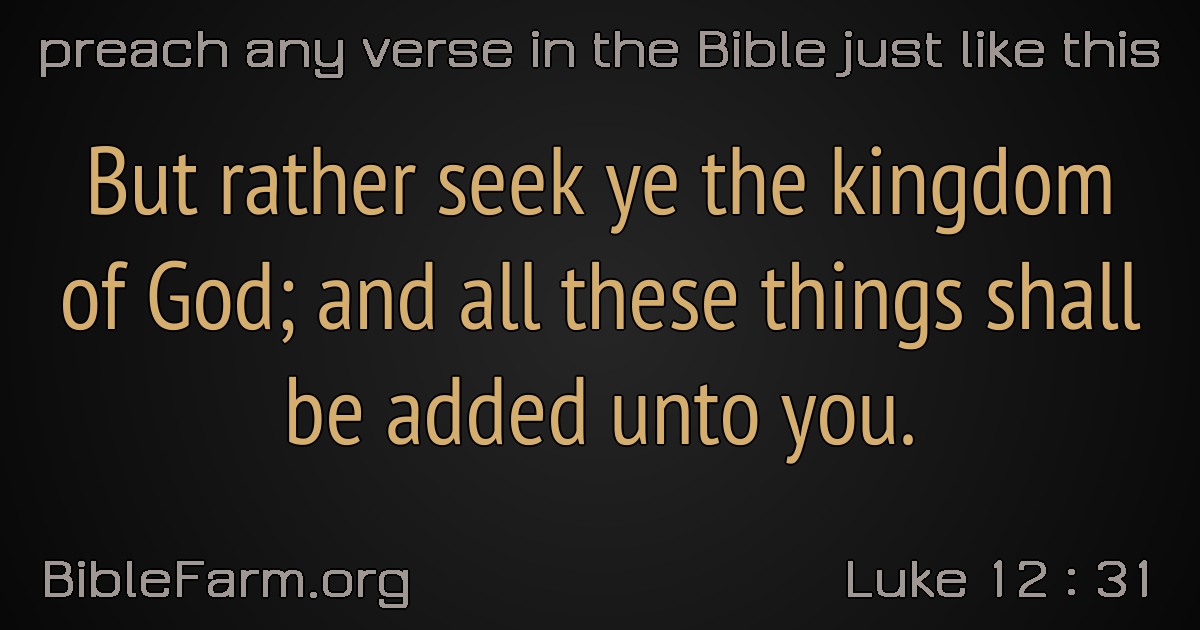 preach any verse in the Bible just like this
But rather seek ye the kingdom
of God; and all these things shall
be added unto you.
BibleFarm.org
Luke 12 : 31